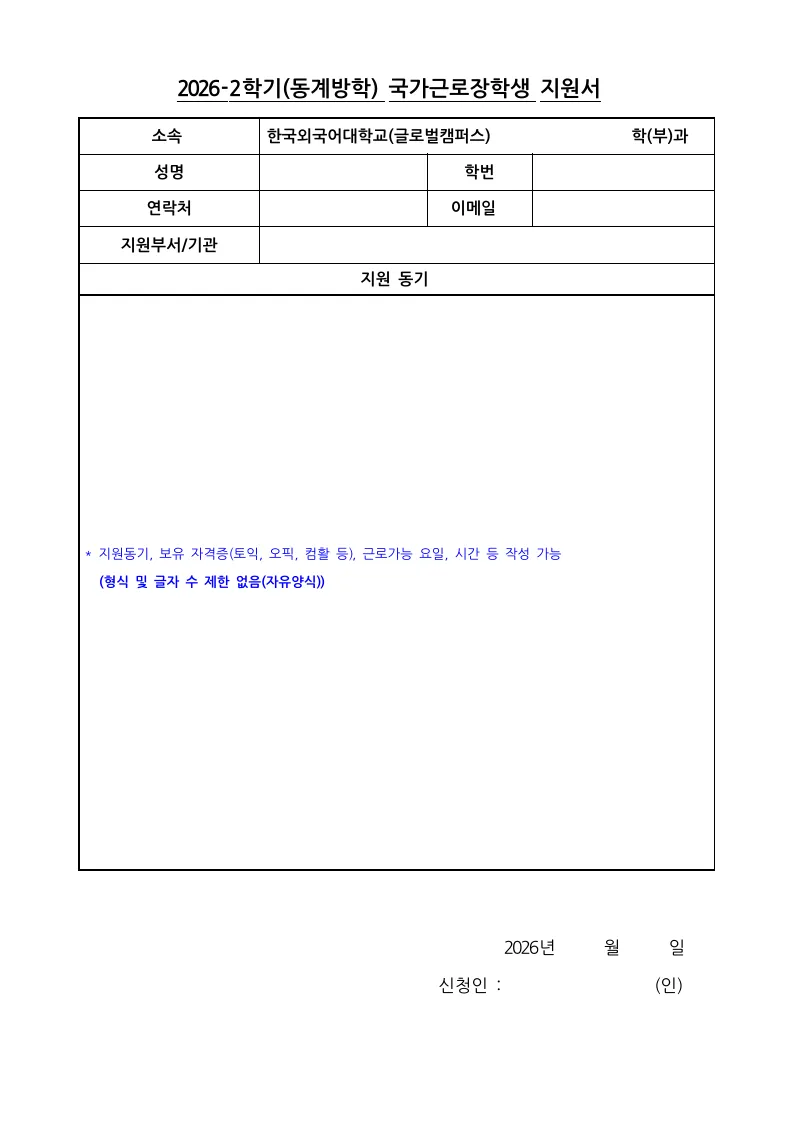 2026-2학기(동계방학) 국가근로장학생 지원서
소속 한국외국어대학교(글로벌캠퍼스) 학(부)과
성명 학번
연락처 이메일
지원부서/기관
지원 동기
* 지원동기, 보유 자격증(토익, 오픽, 컴활 등), 근로가능 요일, 시간 등 작성 가능
(형식 및 글자 수 제한 없음(자유양식))
2026년 월 일
신청인 : (인)